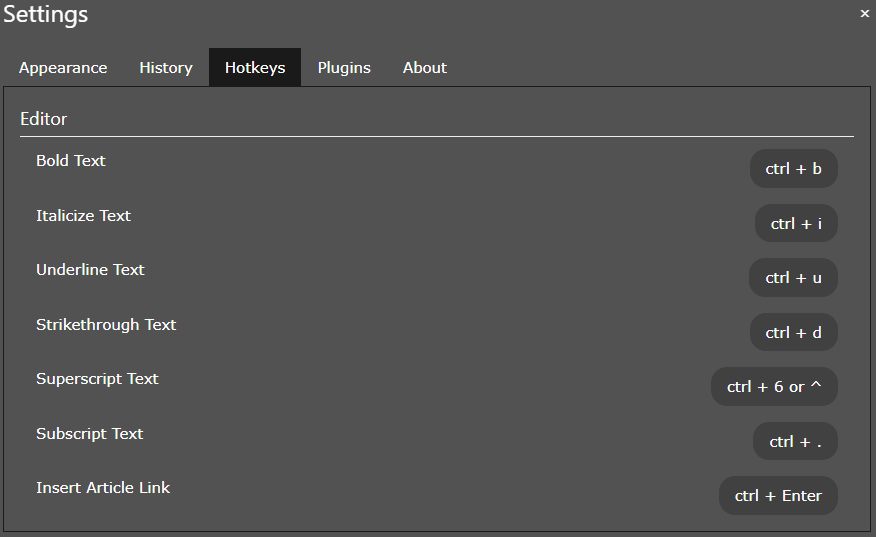 Settings
×
Appearance History Hotkeys Plugins About
Editor
Bold Text ctrl + b
Italicize Text ctrl + i
Underline Text ctrl + u
Strikethrough Text ctrl + d
Superscript Text ctrl + 6 or ^
Subscript Text ctrl + .
Insert Article Link ctrl + Enter